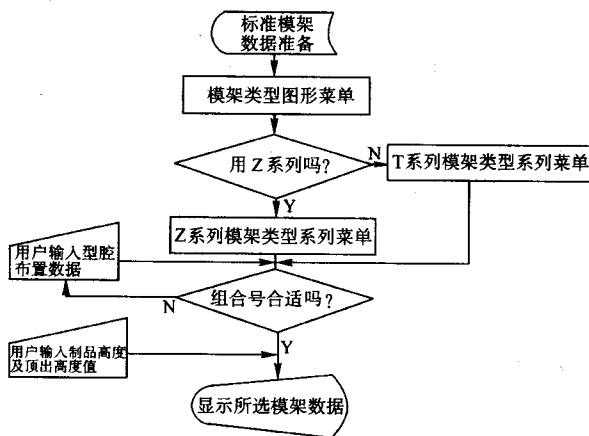 标准模架
数据准备
模架类型图形菜单
用Z系列吗?
N
T系列模架类型系列菜单
Y
Z系列模架类型系列菜单
用户输入型腔
布置数据
组合号合适吗?
N
Y
用户输入制品高度
及顶出高度值
显示所选模架数据